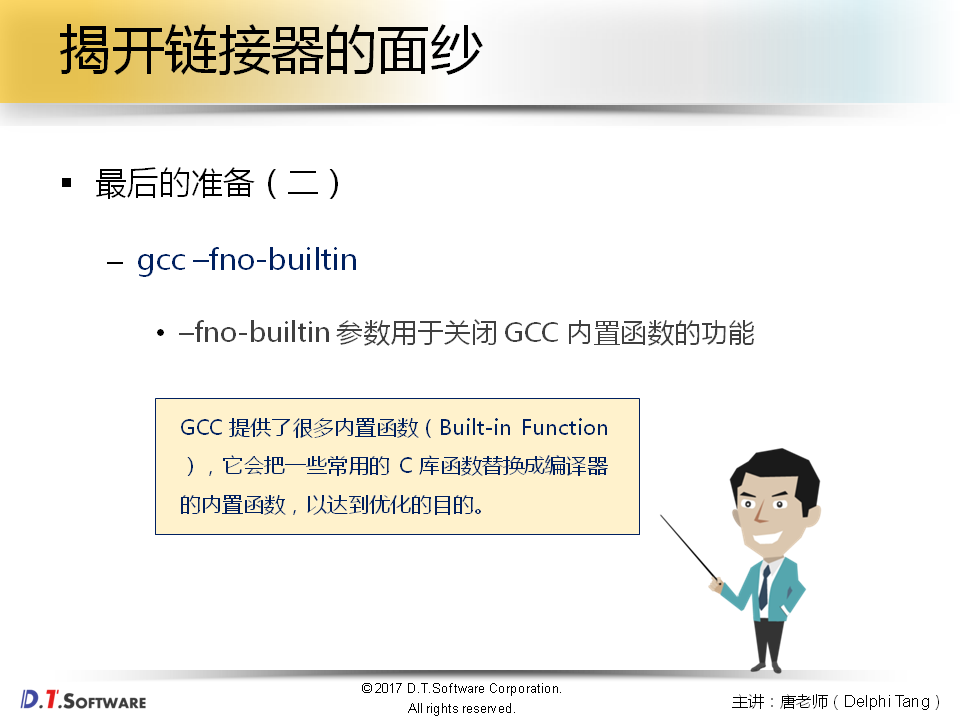 揭开链接器的面纱
▪ 最后的准备（二）
– gcc –fno-builtin
• –fno-builtin 参数用于关闭 GCC 内置函数的功能
GCC 提供了很多内置函数（Built-in Function
），它会把一些常用的 C 库函数替换成编译器
的内置函数，以达到优化的目的。
D.T.SOFTWARE
©2017 D.T.Software Corporation.
All rights reserved.
主讲：唐老师（Delphi Tang）